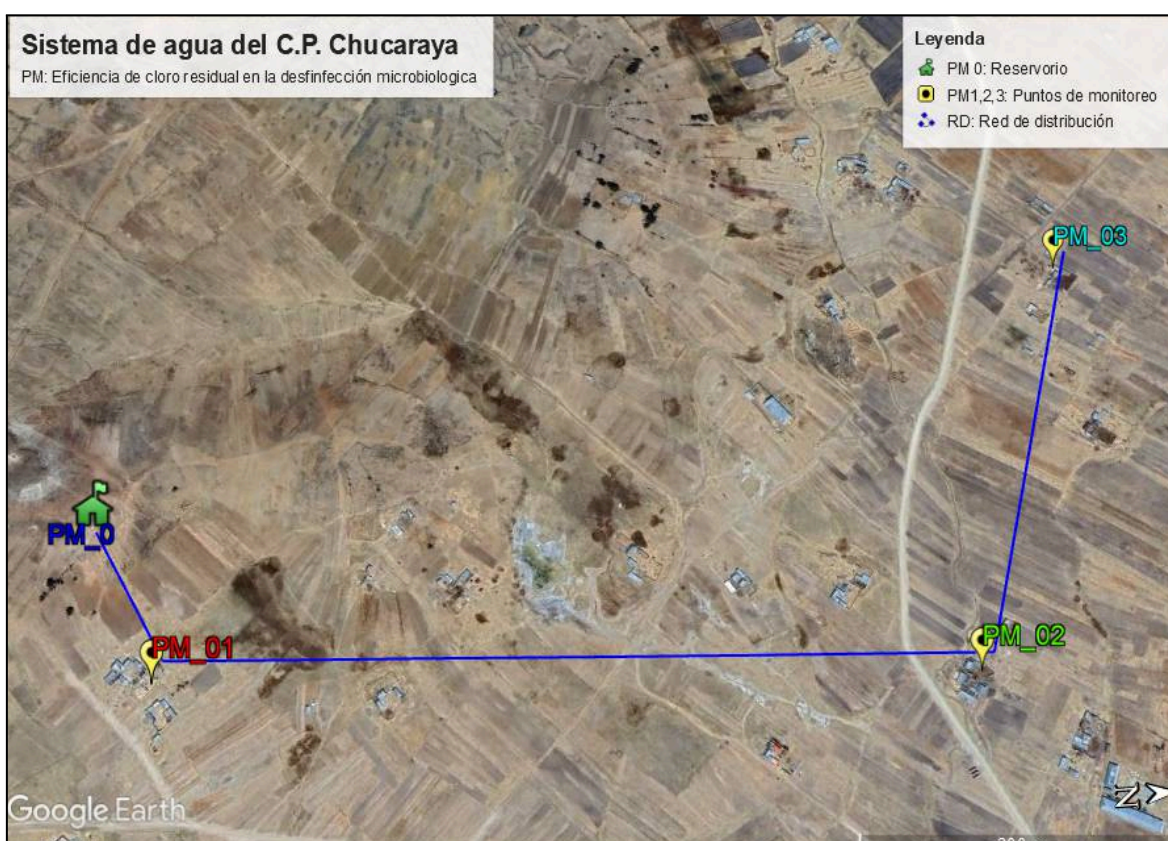 Sistema de agua del C.P. Chucaraya
PM: Eficiencia de cloro residual en la desfinfección microbiologica
Leyenda
PM 0: Reservorio
PM1,2,3: Puntos de monitoreo
RD: Red de distribución
PM_03
PM_0
PM_01
PM_02
Google Earth
N